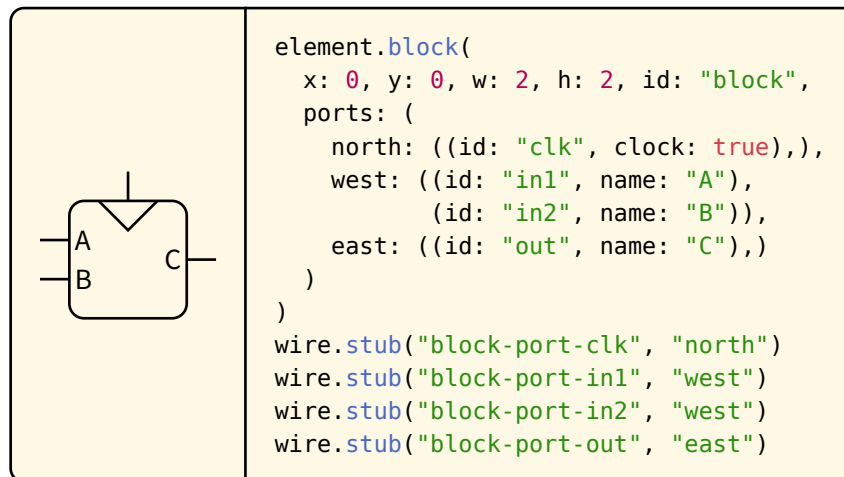 A
B
C
element.block(
  x: 0, y: 0, w: 2, h: 2, id: "block",
  ports: (
    north: ((id: "clk", clock: true),),
    west: ((id: "in1", name: "A"),
           (id: "in2", name: "B")),
    east: ((id: "out", name: "C"),)
  )
)
wire.stub("block-port-clk", "north")
wire.stub("block-port-in1", "west")
wire.stub("block-port-in2", "west")
wire.stub("block-port-out", "east")